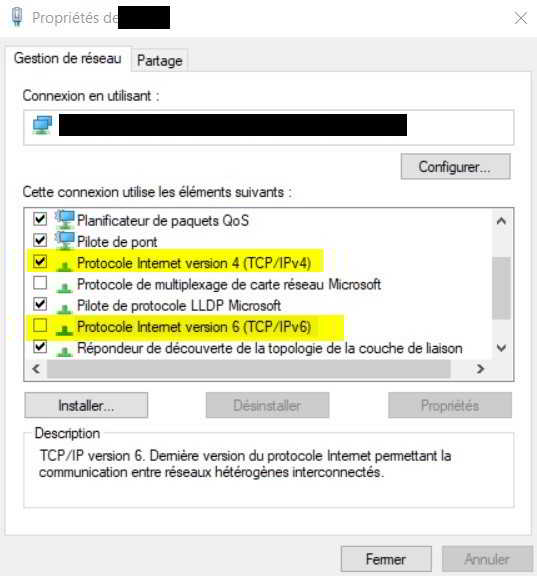 Propriétés de
Gestion de réseau
Partage
Connexion en utilisant :
Configurer...
Cette connexion utilise les éléments suivants :
Planificateur de paquets QoS
Pilote de pont
Protocole Internet version 4 (TCP/IPv4)
Protocole de multiplexage de carte réseau Microsoft
Pilote de protocole LLDP Microsoft
Protocole Internet version 6 (TCP/IPv6)
Répondeur de découverte de la topologie de la couche de liaison
Installer...
Désinstaller
Propriétés
Description
TCP/IP version 6. Dernière version du protocole Internet permettant la
communication entre réseaux hétérogènes interconnectés.
Fermer
Annuler